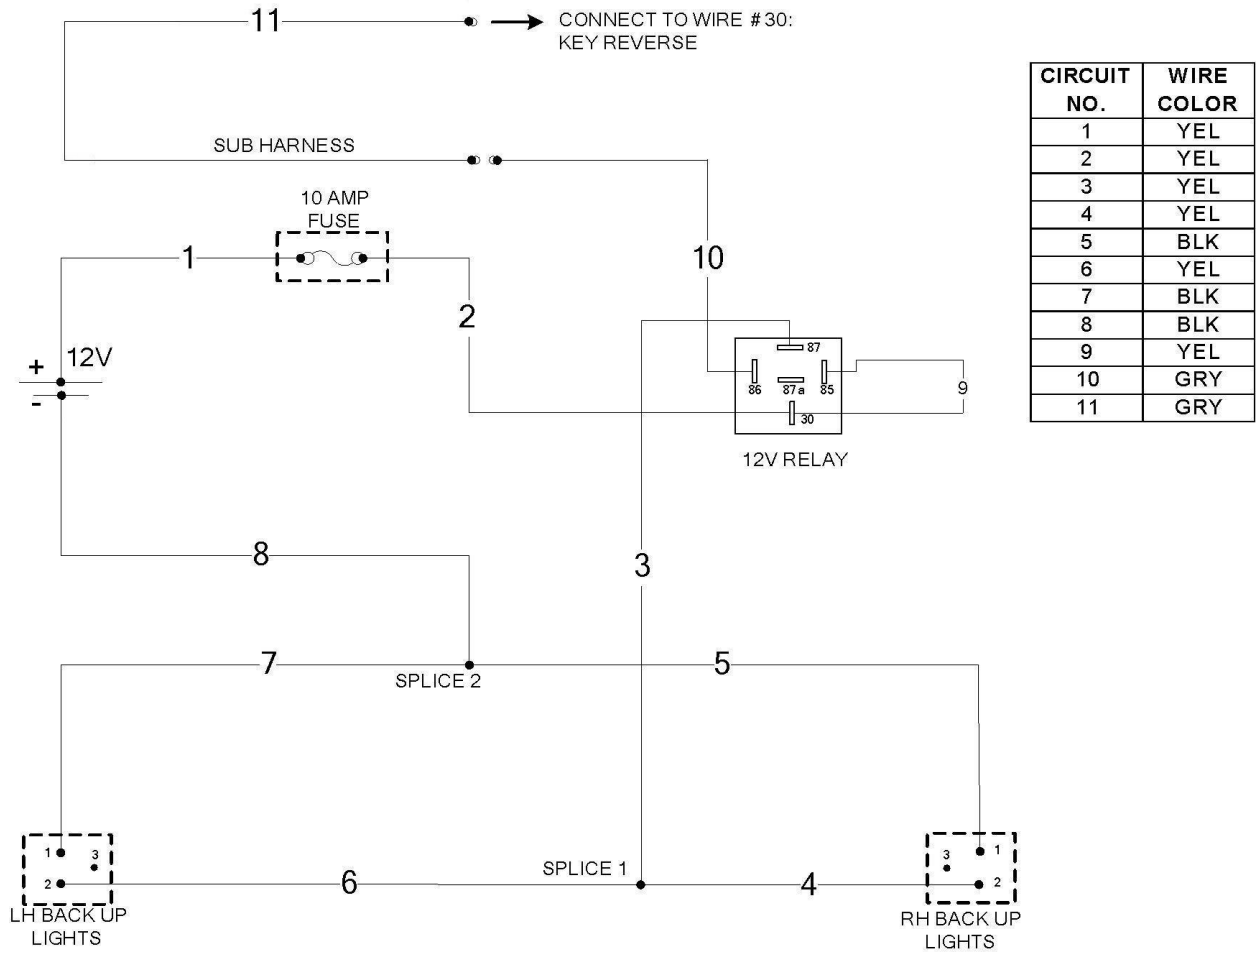 11
CONNECT TO WIRE #30:
KEY REVERSE
SUB HARNESS
10 AMP
FUSE
1
10
2
+
12V
-
87
86
87a
85
30
9
12V RELAY
3
8
7
5
SPLICE 2
1
3
2
LH BACK UP
LIGHTS
6
SPLICE 1
4
3
1
2
RH BACK UP
LIGHTS
CIRCUIT NO. WIRE COLOR
1 YEL
2 YEL
3 YEL
4 YEL
5 BLK
6 YEL
7 BLK
8 BLK
9 YEL
10 GRY
11 GRY